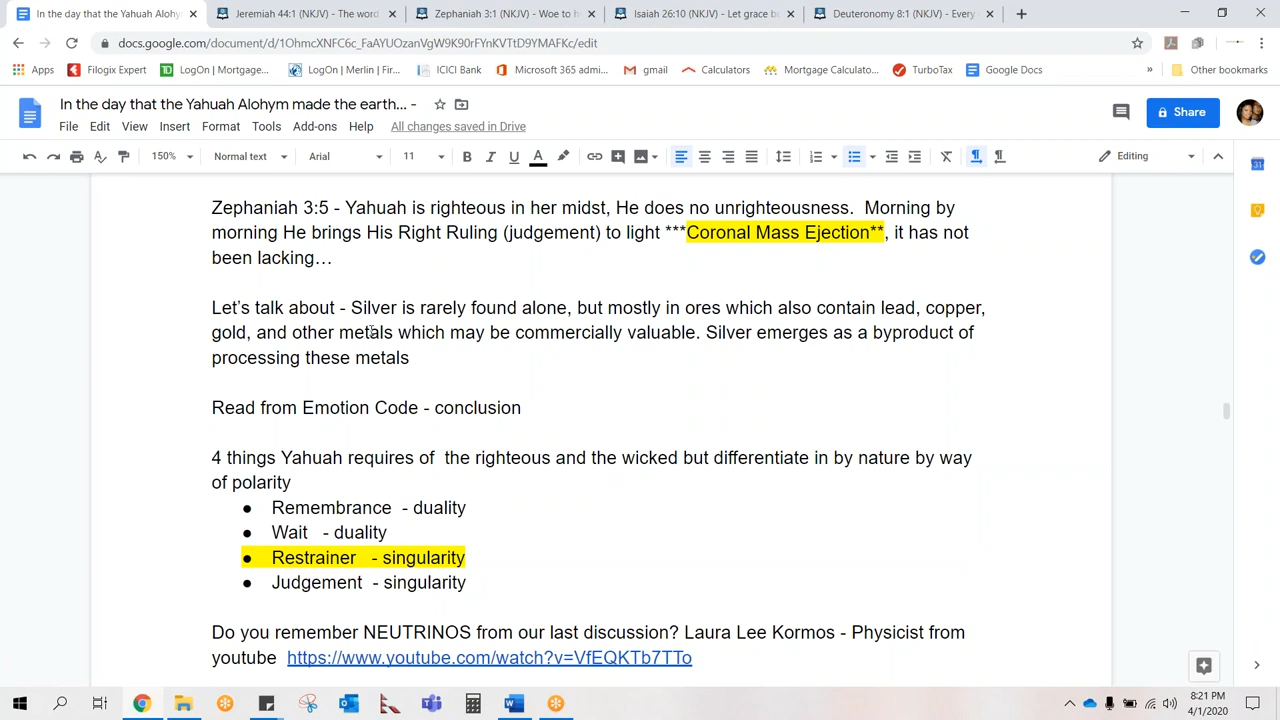 In the day that the Yahuah Alohy
Jeremiah 44:1 (NKJV) - The word
Zephaniah 3:1 (NKJV) - Woe to h
Isaiah 26:10 (NKJV) - Let grace b
Deuteronomy 8:1 (NKJV) - Every
docs.google.com/document/d/1OhmcXNFC6c_FaAYUOzanVgW9K90rFYnKVTtD9YMAFKc/edit
Apps
Filogix Expert
LogOn | Mortgage...
LogOn | Merlin | Fir...
ICICI Bank
Microsoft 365 admi...
gmail
Calculators
Mortgage Calculato...
TurboTax
Google Docs
»
Other bookmarks
In the day that the Yahuah Alohym made the earth... -
File Edit View Insert Format Tools Add-ons Help All changes saved in Drive
Share
150% Normal text Arial 11 B I U A Editing
Zephaniah 3:5 - Yahuah is righteous in her midst, He does no unrighteousness.  Morning by
morning He brings His Right Ruling (judgement) to light ***Coronal Mass Ejection**, it has not
been lacking…
Let's talk about - Silver is rarely found alone, but mostly in ores which also contain lead, copper,
gold, and other metals which may be commercially valuable. Silver emerges as a byproduct of
processing these metals
Read from Emotion Code - conclusion
4 things Yahuah requires of  the righteous and the wicked but differentiate in by nature by way
of polarity
● Remembrance  - duality
● Wait   - duality
● Restrainer   - singularity
● Judgement  - singularity
Do you remember NEUTRINOS from our last discussion? Laura Lee Kormos - Physicist from
youtube  https://www.youtube.com/watch?v=VfEQKTb7TTo
8:21 PM
4/1/2020